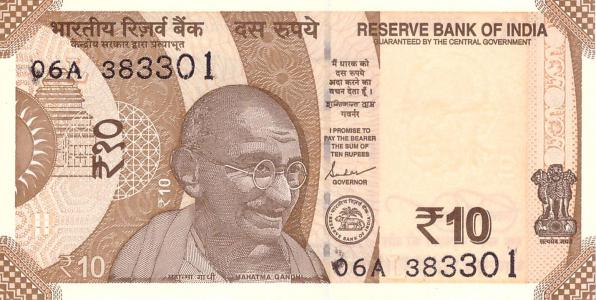 भारतीय रिज़र्व बैंक
केन्द्रीय सरकार द्वारा प्रत्याभूत
दस रुपये
RESERVE BANK OF INDIA
GUARANTEED BY THE CENTRAL GOVERNMENT
06A 383301
मैं धारक को
दस रुपये
अदा करने का
वचन देता हूँ।
गवर्नर
I PROMISE TO
PAY THE BEARER
THE SUM OF
TEN RUPEES
GOVERNOR
₹१०
₹10
भारतीय रिज़र्व बैंक
RESERVE BANK OF INDIA
₹10
सत्यमेव जयते
₹10
महात्मा गांधी
MAHATMA GANDHI
06A 383301